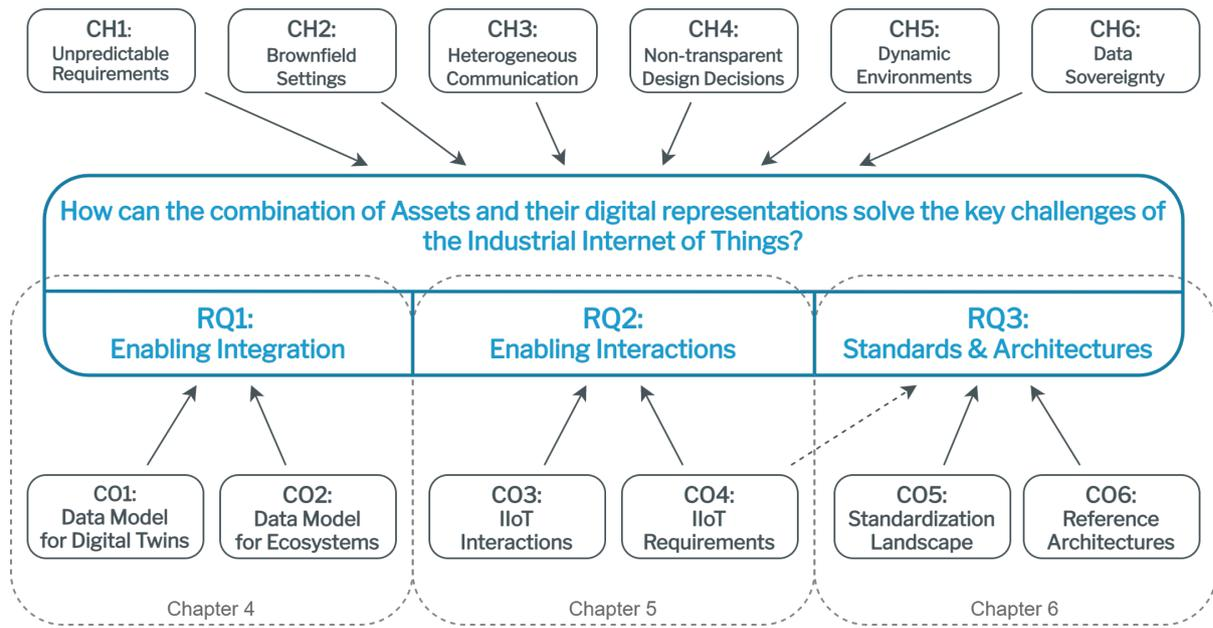 CH1:
Unpredictable
Requirements
CH2:
Brownfield
Settings
CH3:
Heterogeneous
Communication
CH4:
Non-transparent
Design Decisions
CH5:
Dynamic
Environments
CH6:
Data
Sovereignty
How can the combination of Assets and their digital representations solve the key challenges of
the Industrial Internet of Things?
RQ1:
Enabling Integration
RQ2:
Enabling Interactions
RQ3:
Standards & Architectures
CO1:
Data Model
for Digital Twins
CO2:
Data Model
for Ecosystems
CO3:
IIoT
Interactions
CO4:
IIoT
Requirements
CO5:
Standardization
Landscape
CO6:
Reference
Architectures
Chapter 4
Chapter 5
Chapter 6